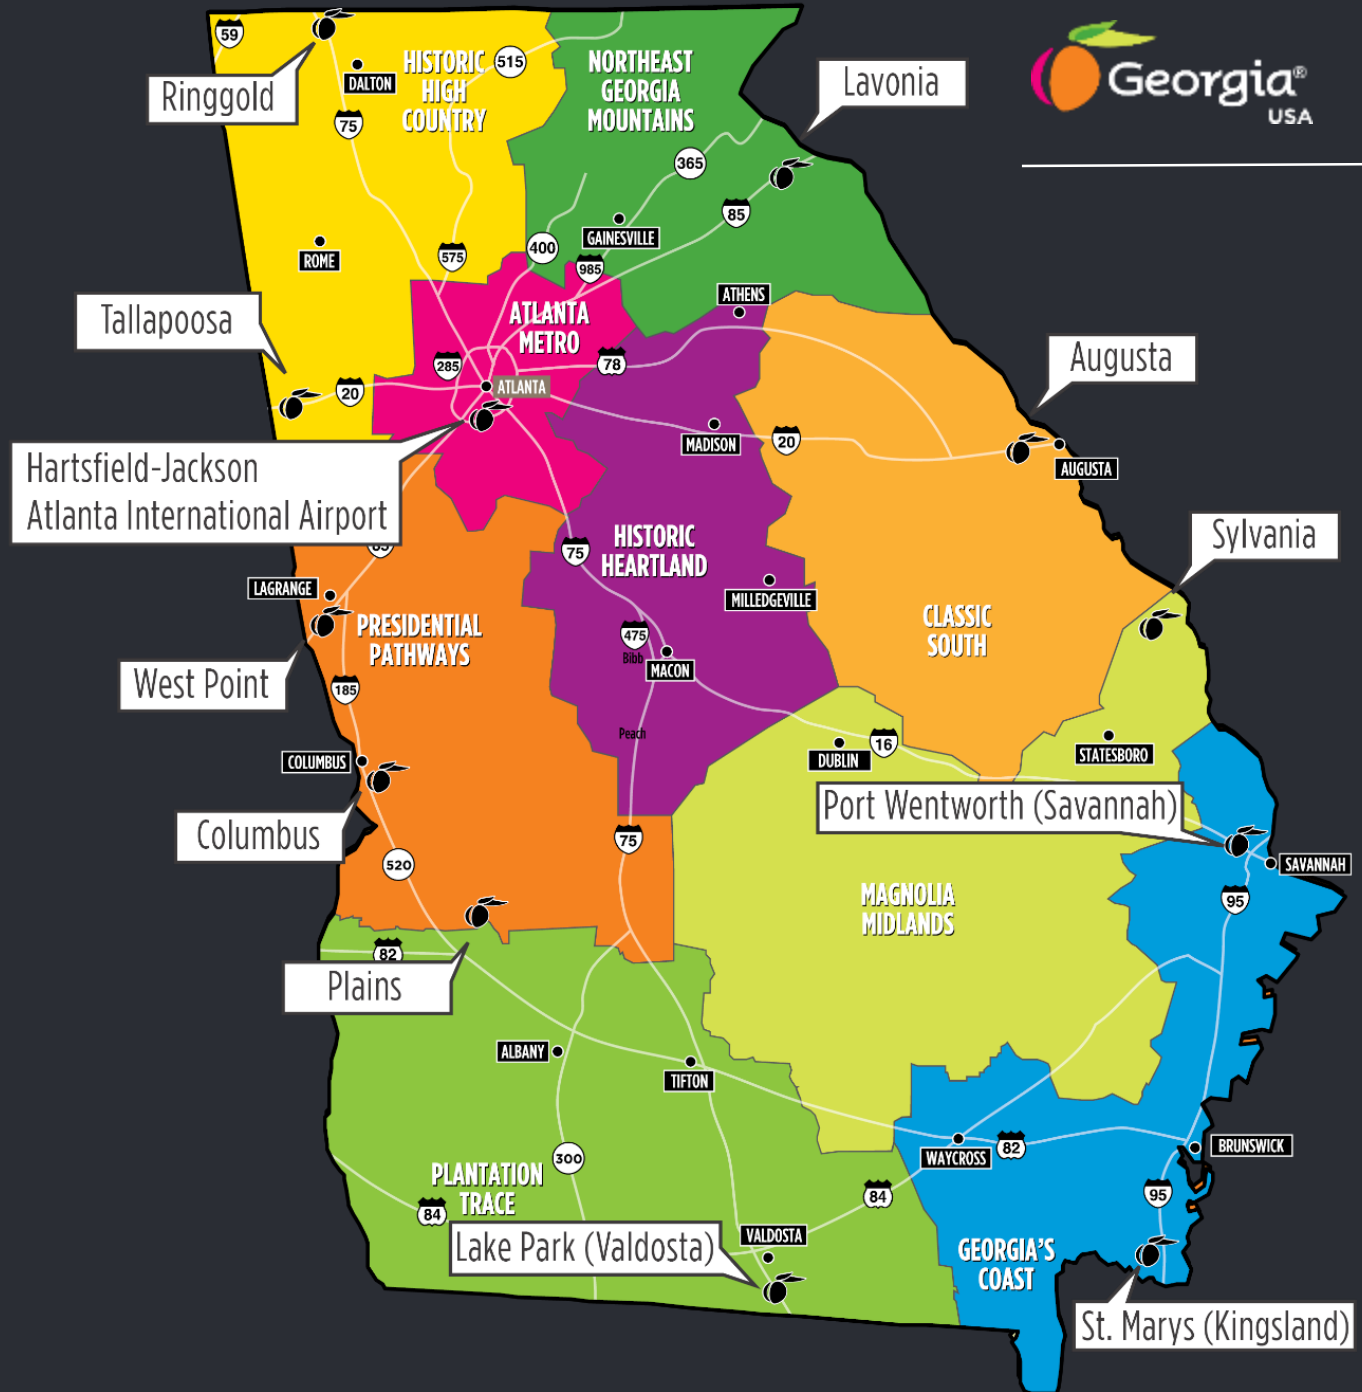 59
Ringgold
DALTON
HISTORIC
HIGH
COUNTRY
515
NORTHEAST
GEORGIA
MOUNTAINS
Lavonia
Georgia®
USA
75
365
85
ROME
575
400
GAINESVILLE
985
ATHENS
Tallapoosa
ATLANTA
METRO
285
78
20
ATLANTA
Augusta
MADISON
20
AUGUSTA
Hartsfield-Jackson
Atlanta International Airport
85
75
HISTORIC
HEARTLAND
Sylvania
LAGRANGE
MILLEDGEVILLE
PRESIDENTIAL
PATHWAYS
CLASSIC
SOUTH
475
Bibb
MACON
West Point
185
Peach
COLUMBUS
DUBLIN
16
STATESBORO
Columbus
Port Wentworth (Savannah)
75
520
SAVANNAH
MAGNOLIA
MIDLANDS
95
82
Plains
ALBANY
TIFTON
300
WAYCROSS
82
BRUNSWICK
PLANTATION
TRACE
84
84
95
Lake Park (Valdosta)
VALDOSTA
GEORGIA'S
COAST
St. Marys (Kingsland)